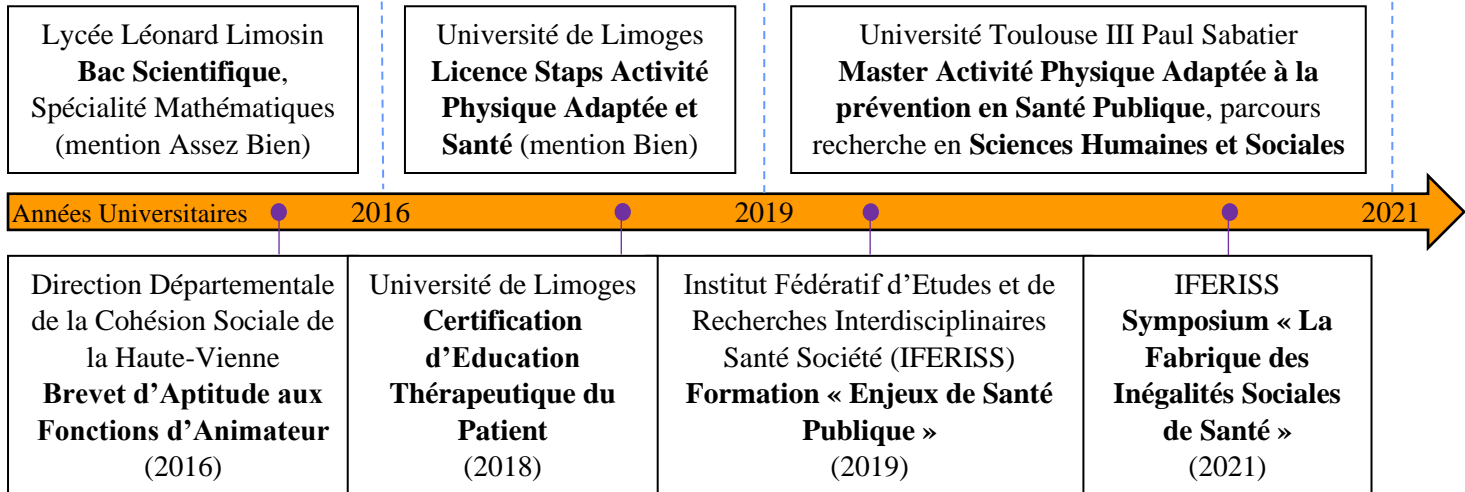 Lycée Léonard Limosin
Bac Scientifique,
Spécialité Mathématiques
(mention Assez Bien)
Université de Limoges
Licence Staps Activité
Physique Adaptée et
Santé (mention Bien)
Université Toulouse III Paul Sabatier
Master Activité Physique Adaptée à la
prévention en Santé Publique, parcours
recherche en Sciences Humaines et Sociales
Années Universitaires
2016
2019
2021
Direction Départementale
de la Cohésion Sociale de
la Haute-Vienne
Brevet d'Aptitude aux
Fonctions d'Animateur
(2016)
Université de Limoges
Certification
d'Education
Thérapeutique du
Patient
(2018)
Institut Fédératif d'Etudes et de
Recherches Interdisciplinaires
Santé Société (IFERISS)
Formation « Enjeux de Santé
Publique »
(2019)
IFERISS
Symposium « La
Fabrique des
Inégalités Sociales
de Santé »
(2021)